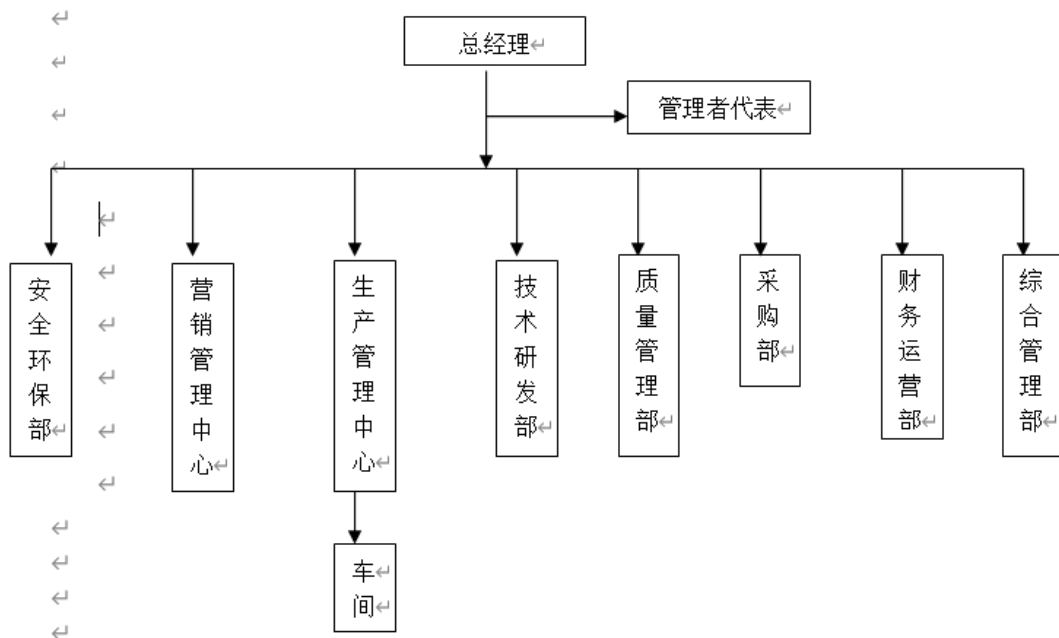 总经理
管理者代表
安全环保部
营销管理中心
生产管理中心
技术研发部
质量管理部
采购部
财务运营部
综合管理部
车间